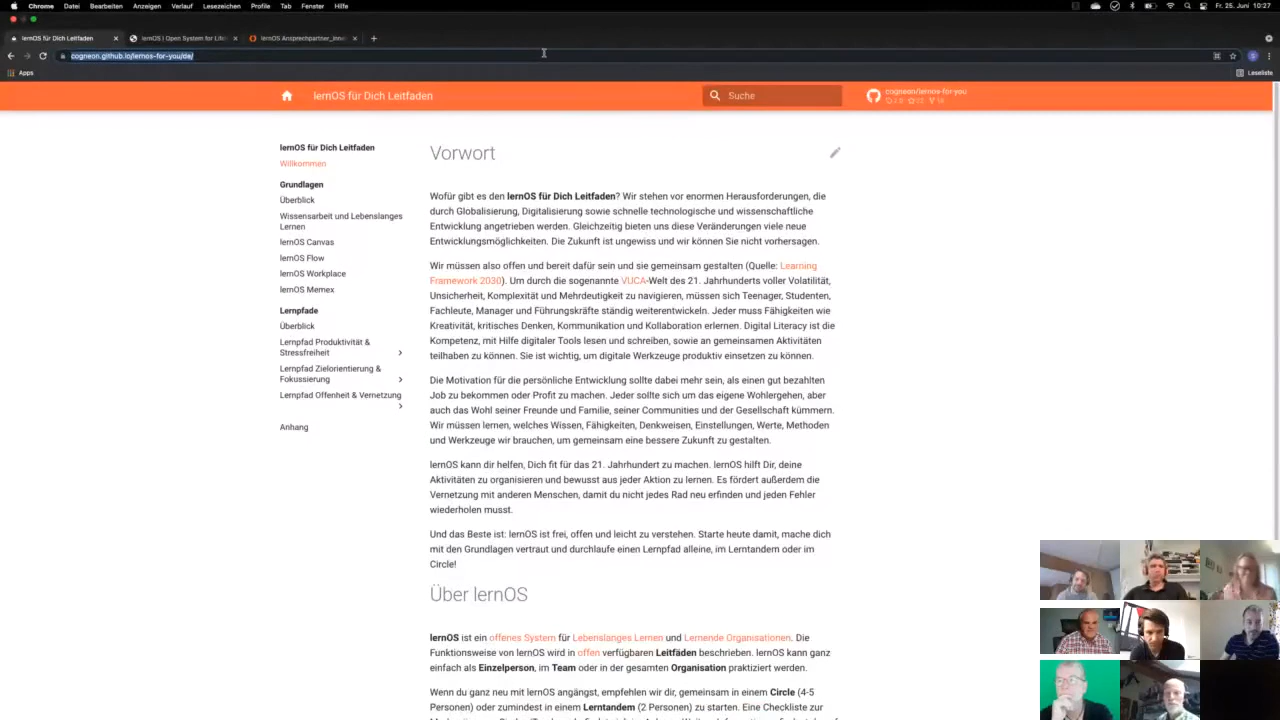 Chrome Datei Bearbeiten Anzeigen Verlauf Lesezeichen Profile Tab Fenster Hilfe
Fr. 25. Juni 10:27
lernOS für Dich Leitfaden
lernOS | Open System for Life
lernOS Ansprechpartner_inne
cogneon.github.io/lernos-for-you/de/
Apps
Leseliste
lernOS für Dich Leitfaden
Suche
cogneon/lernos-for-you
lernOS für Dich Leitfaden
Willkommen
Grundlagen
Überblick
Wissensarbeit und Lebenslanges
Lernen
lernOS Canvas
lernOS Flow
lernOS Workplace
lernOS Memex
Lernpfade
Überblick
Lernpfad Produktivität &
Stressfreiheit
Lernpfad Zielorientierung &
Fokussierung
Lernpfad Offenheit & Vernetzung
Anhang
Vorwort
Wofür gibt es den lernOS für Dich Leitfaden? Wir stehen vor enormen Herausforderungen, die
durch Globalisierung, Digitalisierung sowie schnelle technologische und wissenschaftliche
Entwicklung angetrieben werden. Gleichzeitig bieten uns diese Veränderungen viele neue
Entwicklungsmöglichkeiten. Die Zukunft ist ungewiss und wir können Sie nicht vorhersagen.
Wir müssen also offen und bereit dafür sein und sie gemeinsam gestalten (Quelle: Learning
Framework 2030). Um durch die sogenannte VUCA-Welt des 21. Jahrhunderts voller Volatilität,
Unsicherheit, Komplexität und Mehrdeutigkeit zu navigieren, müssen sich Teenager, Studenten,
Fachleute, Manager und Führungskräfte ständig weiterentwickeln. Jeder muss Fähigkeiten wie
Kreativität, kritisches Denken, Kommunikation und Kollaboration erlernen. Digital Literacy ist die
Kompetenz, mit Hilfe digitaler Tools lesen und schreiben, sowie an gemeinsamen Aktivitäten
teilhaben zu können. Sie ist wichtig, um digitale Werkzeuge produktiv einsetzen zu können.
Die Motivation für die persönliche Entwicklung sollte dabei mehr sein, als einen gut bezahlten
Job zu bekommen oder Profit zu machen. Jeder sollte sich um das eigene Wohlergehen, aber
auch das Wohl seiner Freunde und Familie, seiner Communities und der Gesellschaft kümmern.
Wir müssen lernen, welches Wissen, Fähigkeiten, Denkweisen, Einstellungen, Werte, Methoden
und Werkzeuge wir brauchen, um gemeinsam eine bessere Zukunft zu gestalten.
lernOS kann dir helfen, Dich fit für das 21. Jahrhundert zu machen. lernOS hilft Dir, deine
Aktivitäten zu organisieren und bewusst aus jeder Aktion zu lernen. Es fördert außerdem die
Vernetzung mit anderen Menschen, damit du nicht jedes Rad neu erfinden und jeden Fehler
wiederholen musst.
Und das Beste ist: lernOS ist frei, offen und leicht zu verstehen. Starte heute damit, mache dich
mit den Grundlagen vertraut und durchlaufe einen Lernpfad alleine, im Lerntandem oder im
Circle!
Über lernOS
lernOS ist ein offenes System für Lebenslanges Lernen und Lernende Organisationen. Die
Funktionsweise von lernOS wird in offen verfügbaren Leitfäden beschrieben. lernOS kann ganz
einfach als Einzelperson, im Team oder in der gesamten Organisation praktiziert werden.
Wenn du ganz neu mit lernOS angängst, empfehlen wir dir, gemeinsam in einem Circle (4-5
Personen) oder zumindest in einem Lerntandem (2 Personen) zu starten. Eine Checkliste zur